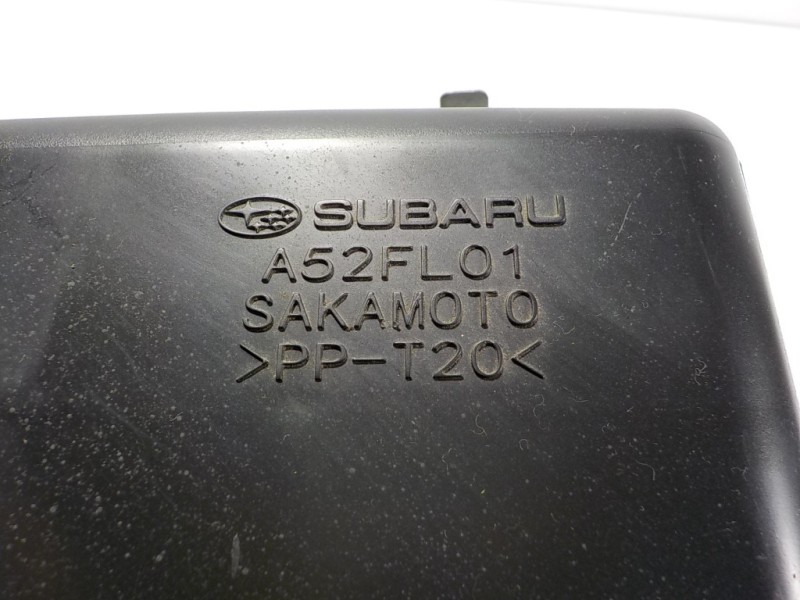 SUBARU
A52FL01
SAKAMOTO
>PP-T20<